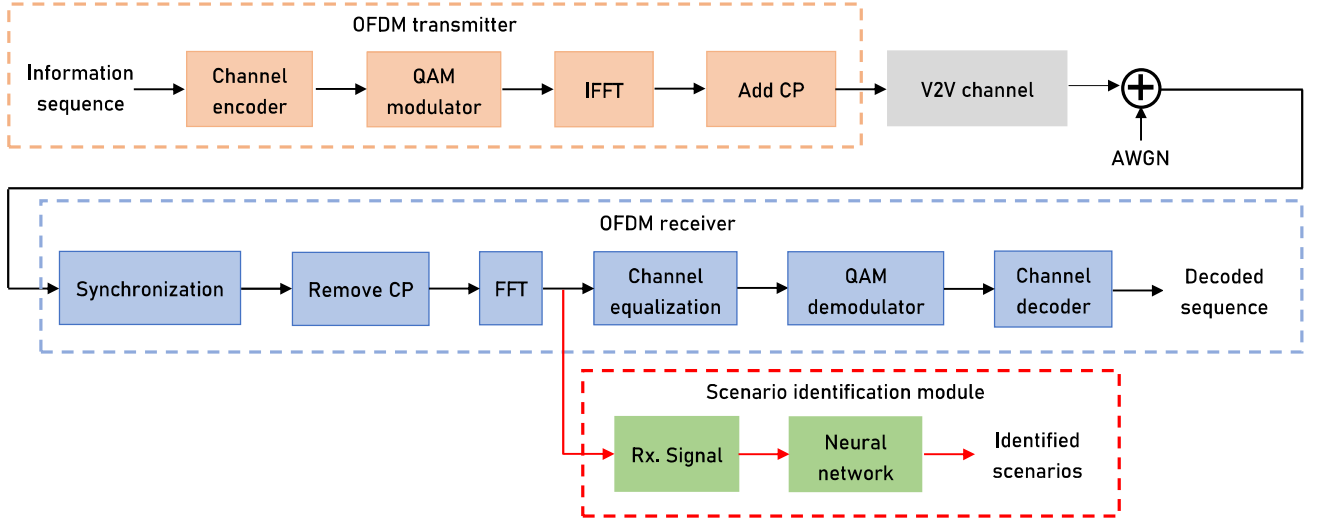 OFDM transmitter
Information
sequence
Channel
encoder
QAM
modulator
IFFT
Add CP
V2V channel
AWGN
OFDM receiver
Synchronization
Remove CP
FFT
Channel
equalization
QAM
demodulator
Channel
decoder
Decoded
sequence
Scenario identification module
Rx. Signal
Neural
network
Identified
scenarios